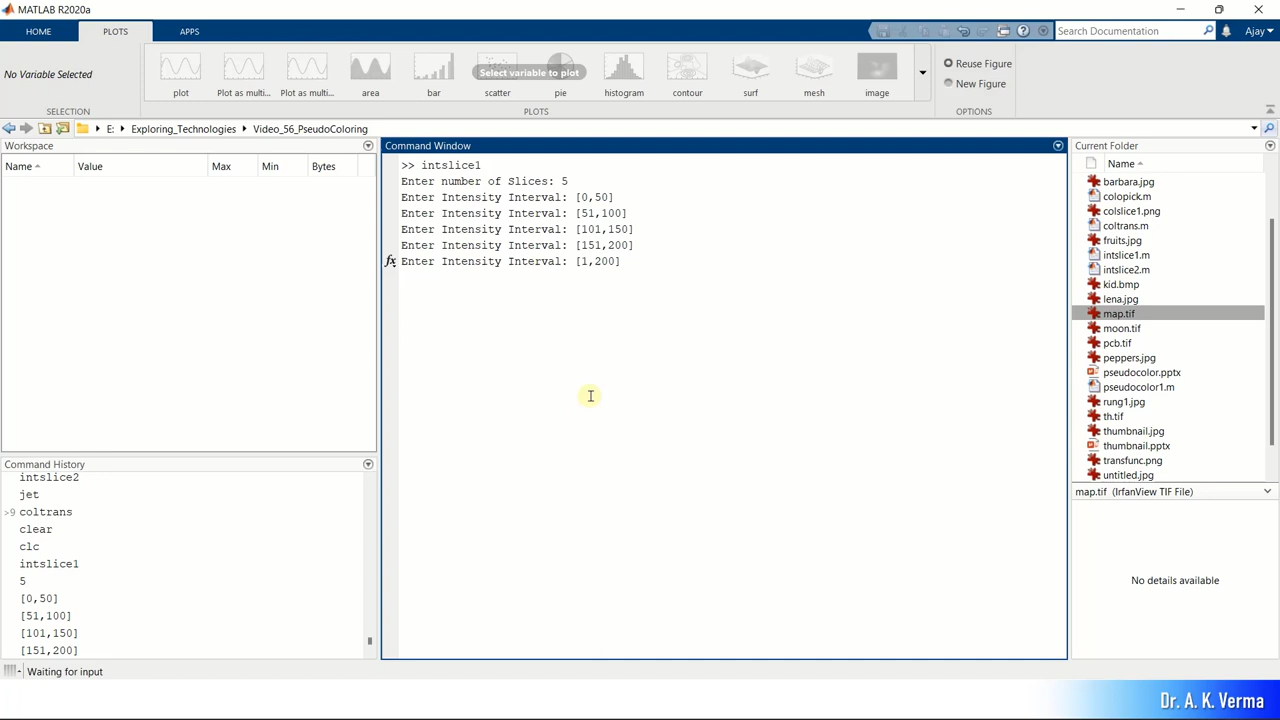 MATLAB R2020a
HOME PLOTS APPS
Search Documentation
Ajay
No Variable Selected
plot Plot as multi... Plot as multi... area bar scatter pie histogram contour surf mesh image
Select variable to plot
Reuse Figure
New Figure
SELECTION PLOTS OPTIONS
E: Exploring_Technologies Video_56_PseudoColoring
Workspace
Name Value Max Min Bytes
Command Window
>> intslice1
Enter number of Slices: 5
Enter Intensity Interval: [0,50]
Enter Intensity Interval: [51,100]
Enter Intensity Interval: [101,150]
Enter Intensity Interval: [151,200]
fx Enter Intensity Interval: [1,200]
Command History
intslice2
jet
>9 coltrans
clear
clc
intslice1
5
[0,50]
[51,100]
[101,150]
[151,200]
Current Folder
Name
barbara.jpg
colopick.m
colslice1.png
coltrans.m
fruits.jpg
intslice1.m
intslice2.m
kid.bmp
lena.jpg
map.tif
moon.tif
pcb.tif
peppers.jpg
pseudocolor.pptx
pseudocolor1.m
rung1.jpg
th.tif
thumbnail.jpg
thumbnail.pptx
transfunc.png
untitled.jpg
map.tif (IrfanView TIF File)
No details available
Waiting for input
Dr. A. K. Verma